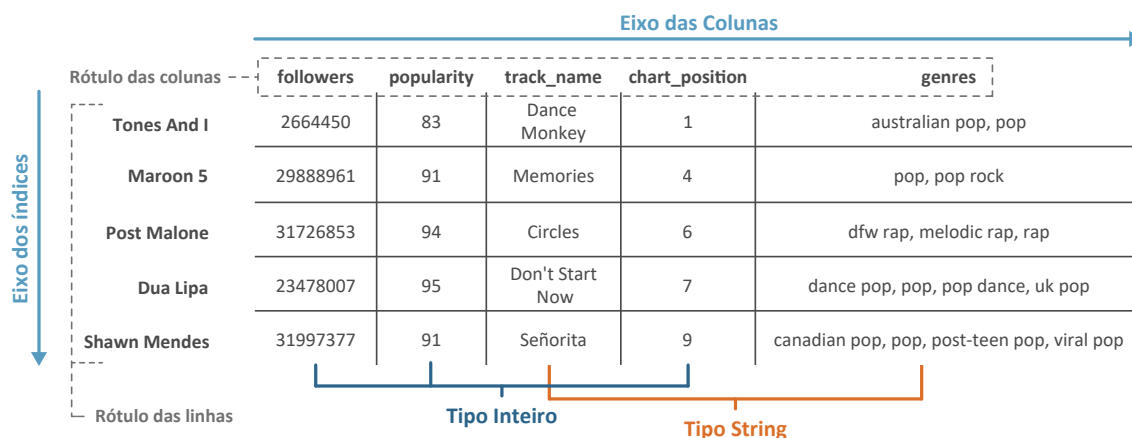 Eixo das Colunas
Rótulo das colunas
followers popularity track_name chart_position genres
Eixo dos índices
Tones And I 2664450 83 Dance Monkey 1 australian pop, pop
Maroon 5 29888961 91 Memories 4 pop, pop rock
Post Malone 31726853 94 Circles 6 dfw rap, melodic rap, rap
Dua Lipa 23478007 95 Don't Start Now 7 dance pop, pop, pop dance, uk pop
Shawn Mendes 31997377 91 Señorita 9 canadian pop, pop, post-teen pop, viral pop
Rótulo das linhas
Tipo Inteiro
Tipo String